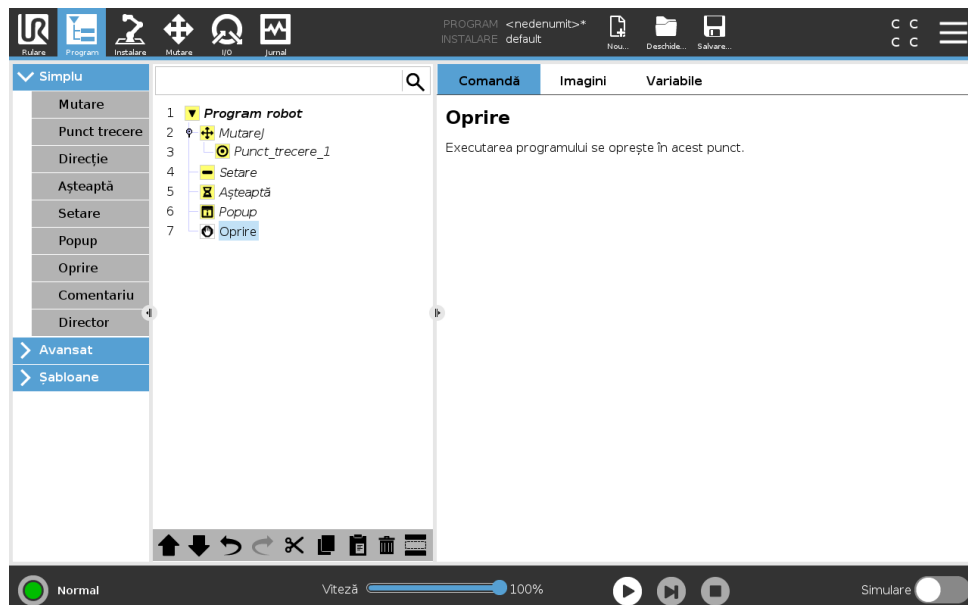 UR
Rulare
Program
Instalare
Mutare
I/O
Jurnal
PROGRAM <nedenumit>*
INSTALARE default
Nou...
Deschide...
Salvare...
C C
C C
Simplu
Mutare
Punct trecere
Direcție
Așteaptă
Setare
Popup
Oprire
Comentariu
Director
Avansat
Șabloane
1 Program robot
2 MutareJ
3 Punct_trecere_1
4 Setare
5 Așteaptă
6 Popup
7 Oprire
Comandă Imagini Variabile
Oprire
Executarea programului se oprește în acest punct.
Normal
Viteză 100%
Simulare